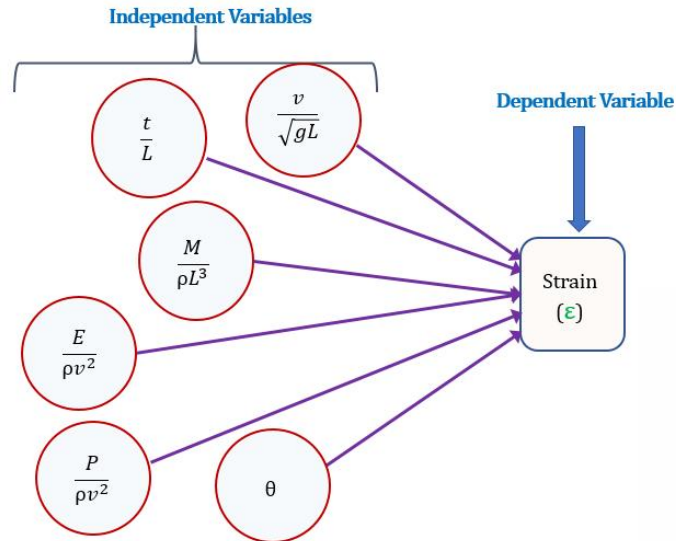 Independent Variables
Dependent Variable
t
L
v
√gL
M
ρL³
E
ρv²
P
ρv²
θ
Strain
(ε)